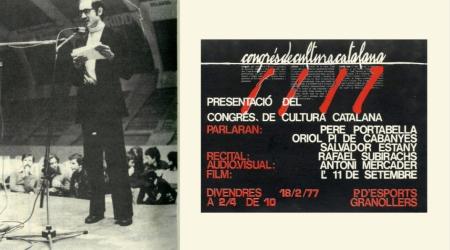 congrés de cultura catalana
PRESENTACIÓ DEL
CONGRÉS. DE CULTURA CATALANA
PARLARAN: PERE PORTABELLA
ORIOL PI DE CABANYES
SALVADOR ESTANY
RECITAL: RAFAEL SUBIRACHS
AUDIOVISUAL: ANTONI MERCADER
FILM: L' 11 DE SETEMBRE
DIVENDRES 18/2/77 P.D'ESPORTS
A 2/4 DE 10 GRANOLLERS